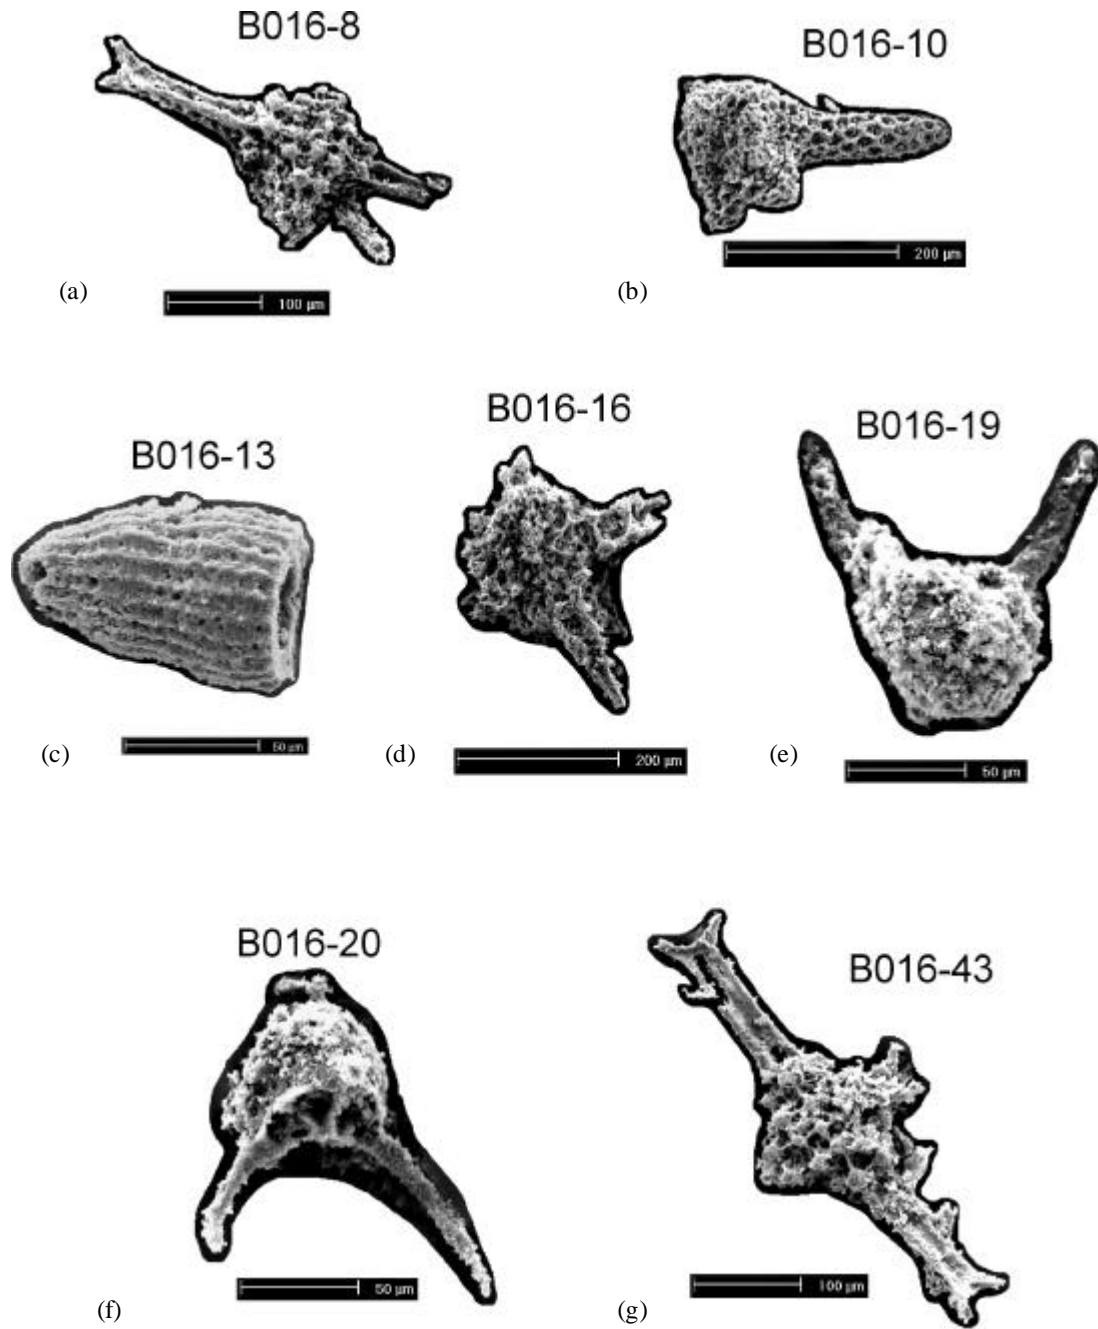 B016-8
B016-10
100 µm
200 µm
(a)
(b)
B016-16
B016-19
B016-13
50 µm
200 µm
50 µm
(c)
(d)
(e)
B016-20
B016-43
50 µm
100 µm
(f)
(g)